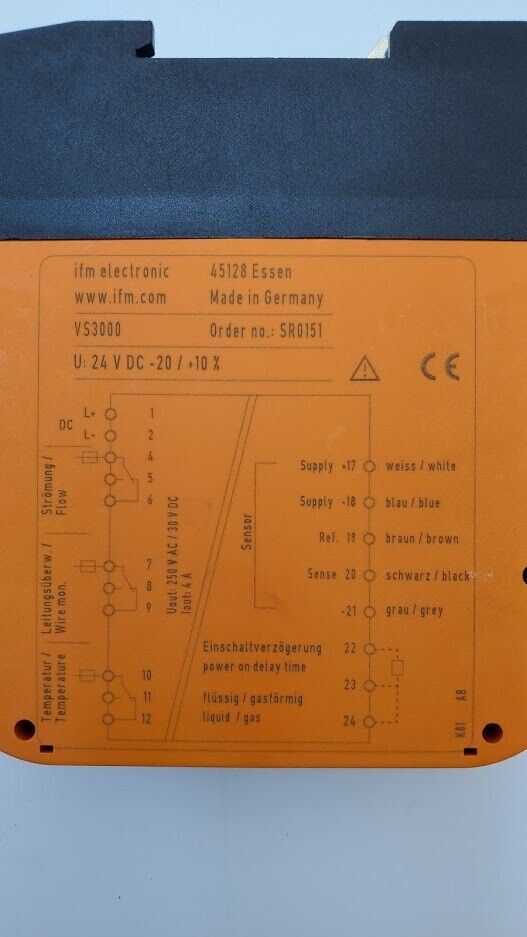 ifm electronic 45128 Essen
www.ifm.com Made in Germany
VS3000 Order no.: SR0151
U: 24 V DC -20 / +10 %
CE
DC
L+ 1
L- 2
Strömung / Flow
4
5
6
Leitungsüberw. / Wire mon.
7
8
9
Temperatur / Temperature
10
11
12
Uout: 250 V AC / 30 V DC
Iout: 4 A
Sensor
Supply +17 weiss / white
Supply -18 blau / blue
Ref. 19 braun / brown
Sense 20 schwarz / black
-21 grau / grey
Einschaltverzögerung 22
power on delay time
23
flüssig / gasförmig
liquid / gas 24
K81 AB